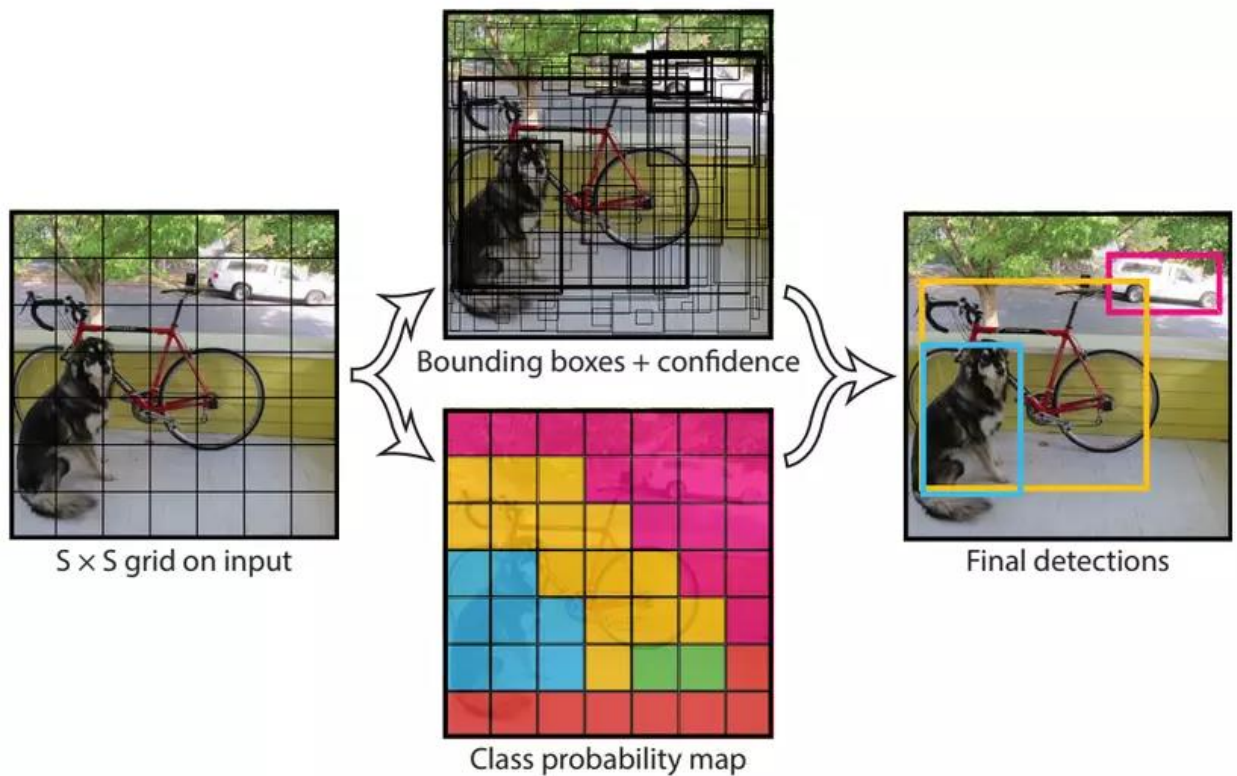 Bounding boxes + confidence
S × S grid on input
Final detections
Class probability map